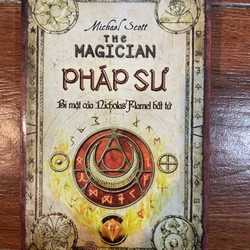 Michael Scott
THE
MAGICIAN
PHÁP SƯ
Bí mật của Nicholas Flamel bất tử